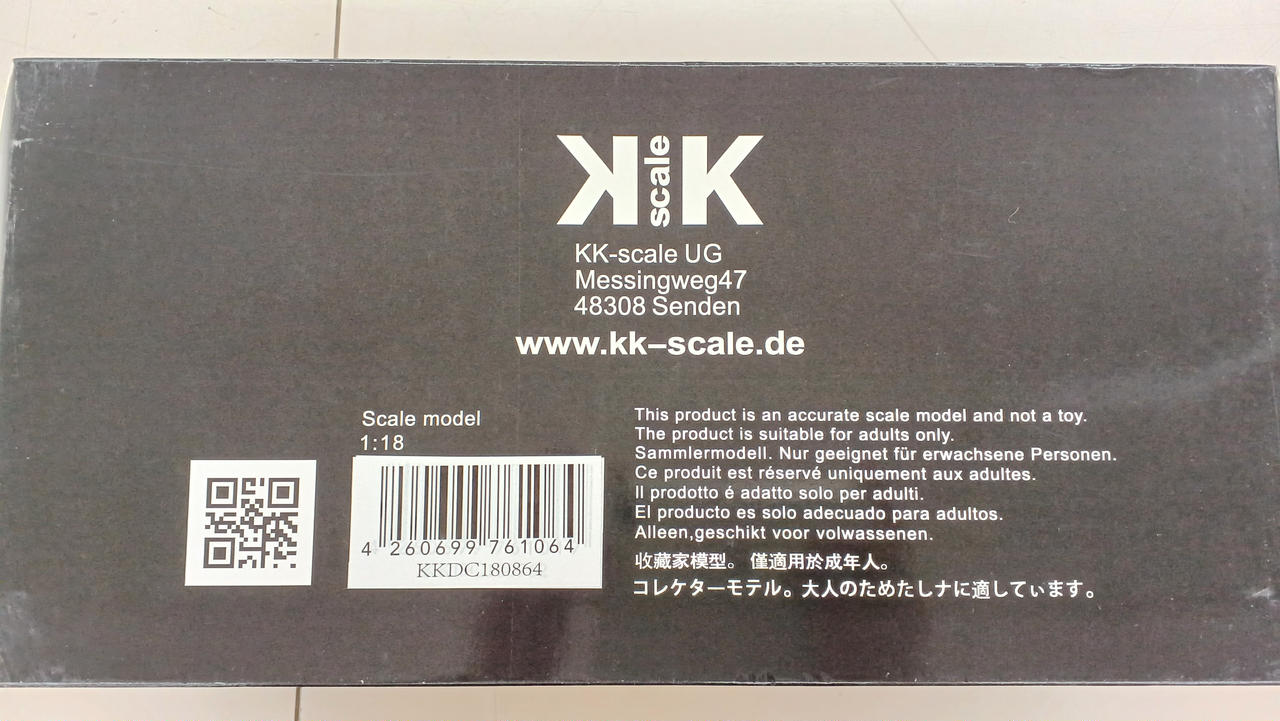 K scale K
KK-scale UG
Messingweg47
48308 Senden
www.kk–scale.de
Scale model
1:18
4 260699 761064
KKDC180864
This product is an accurate scale model and not a toy.
The product is suitable for adults only.
Sammlermodell. Nur geeignet für erwachsene Personen.
Ce produit est réservé uniquement aux adultes.
Il prodotto é adatto solo per adulti.
El producto es solo adecuado para adultos.
Alleen,geschikt voor volwassenen.
收藏家模型。 僅適用於成年人。
コレケターモテル。大人のためたしナに適してぃます。